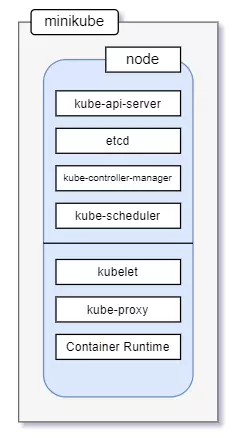 minikube
node
kube-api-server
etcd
kube-controller-manager
kube-scheduler
kubelet
kube-proxy
Container Runtime